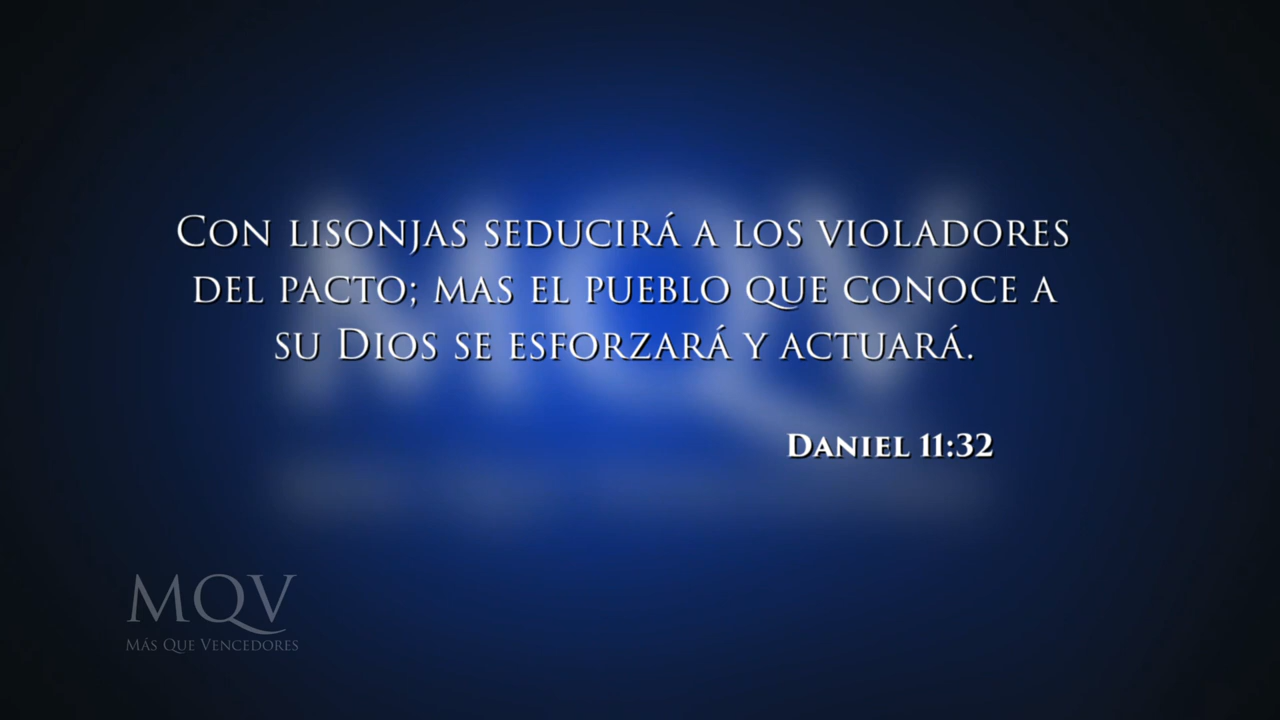 Con lisonjas seducirá a los violadores
del pacto; mas el pueblo que conoce a
su Dios se esforzará y actuará.
Daniel 11:32
MQV
Más Que Vencedores